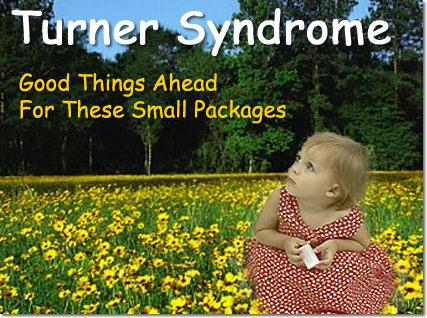 Turner Syndrome
Good Things Ahead
For These Small Packages